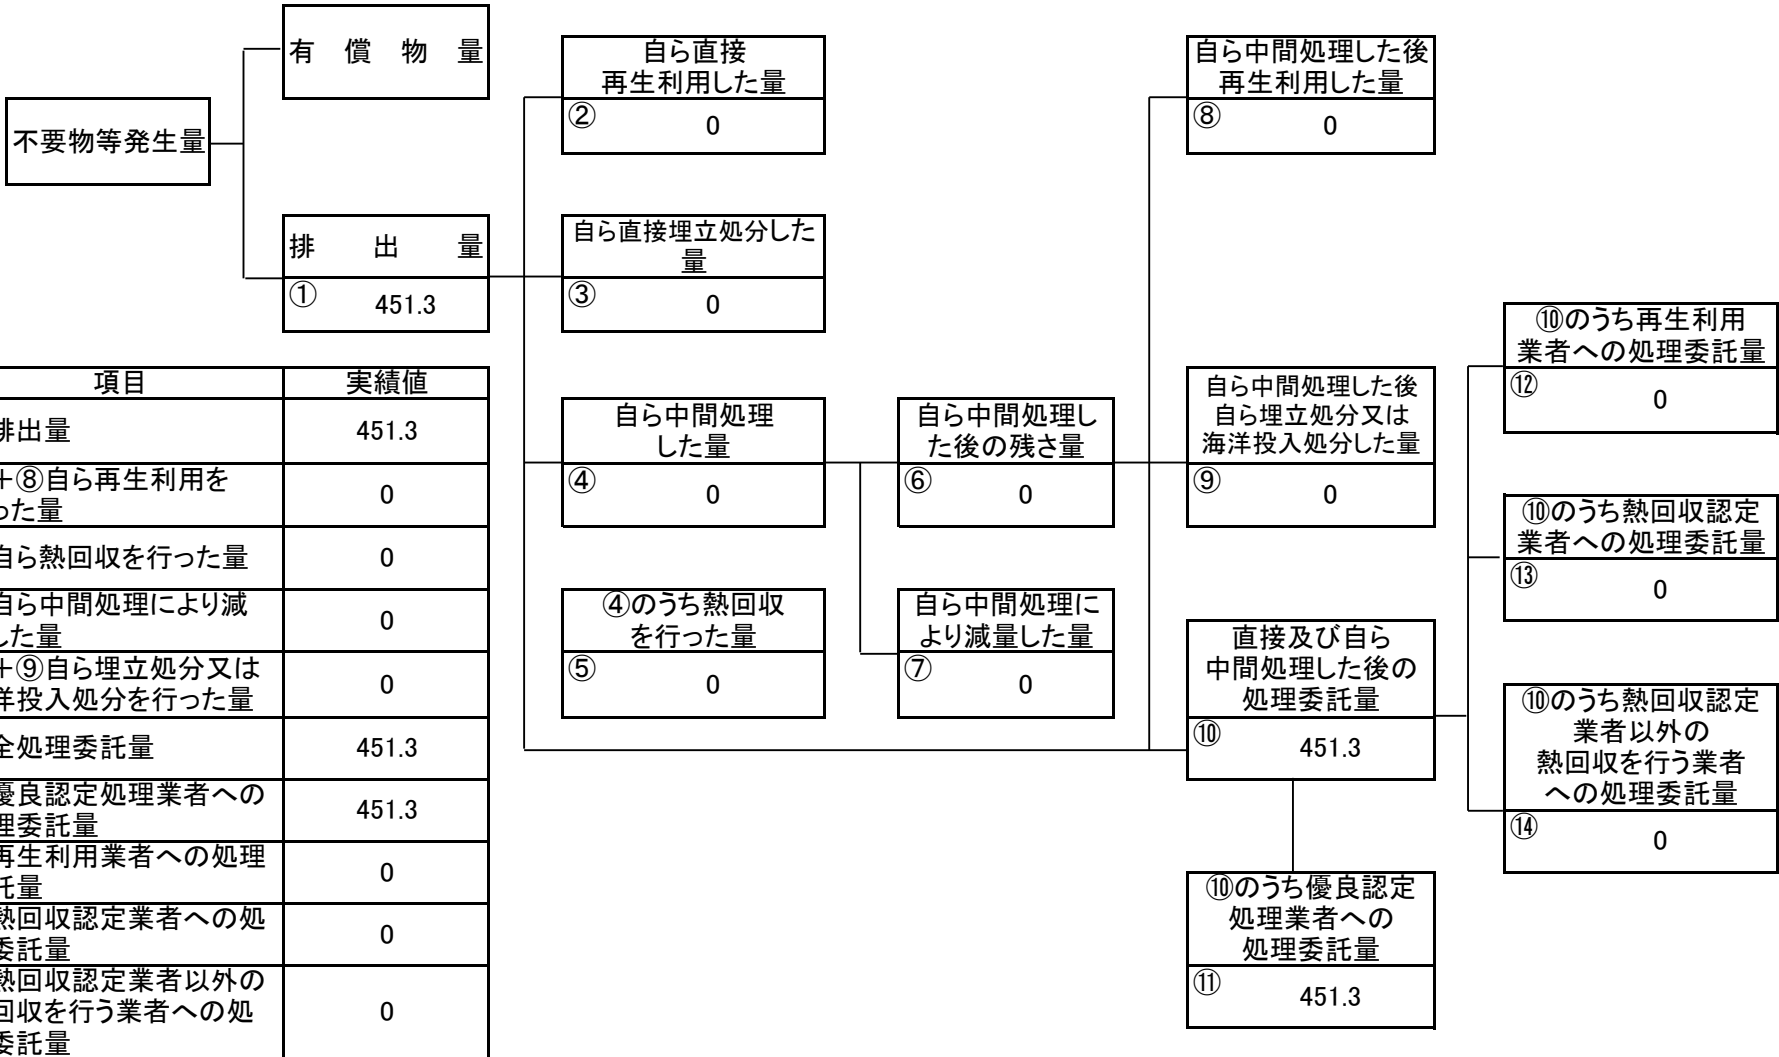 有償物量
不要物等発生量
排出量
①
451.3
自ら直接
再生利用した量
②
0
自ら直接埋立処分した
量
③
0
自ら中間処理
した量
④
0
④のうち熱回収
を行った量
⑤
0
自ら中間処理し
た後の残さ量
⑥
0
自ら中間処理に
より減量した量
⑦
0
自ら中間処理した後
再生利用した量
⑧
0
自ら中間処理した後
自ら埋立処分又は
海洋投入処分した量
⑨
0
直接及び自ら
中間処理した後の
処理委託量
⑩
451.3
⑩のうち優良認定
処理業者への
処理委託量
⑪
451.3
⑩のうち再生利用
業者への処理委託量
⑫
0
⑩のうち熱回収認定
業者への処理委託量
⑬
0
⑩のうち熱回収認定
業者以外の
熱回収を行う業者
への処理委託量
⑭
0
項目
実績値
排出量
451.3
+⑧自ら再生利用を
った量
0
自ら熱回収を行った量
0
自ら中間処理により減
した量
0
+⑨自ら埋立処分又は
洋投入処分を行った量
0
全処理委託量
451.3
優良認定処理業者への
理委託量
451.3
再生利用業者への処理
託量
0
熱回収認定業者への処
委託量
0
熱回収認定業者以外の
回収を行う業者への処
委託量
0